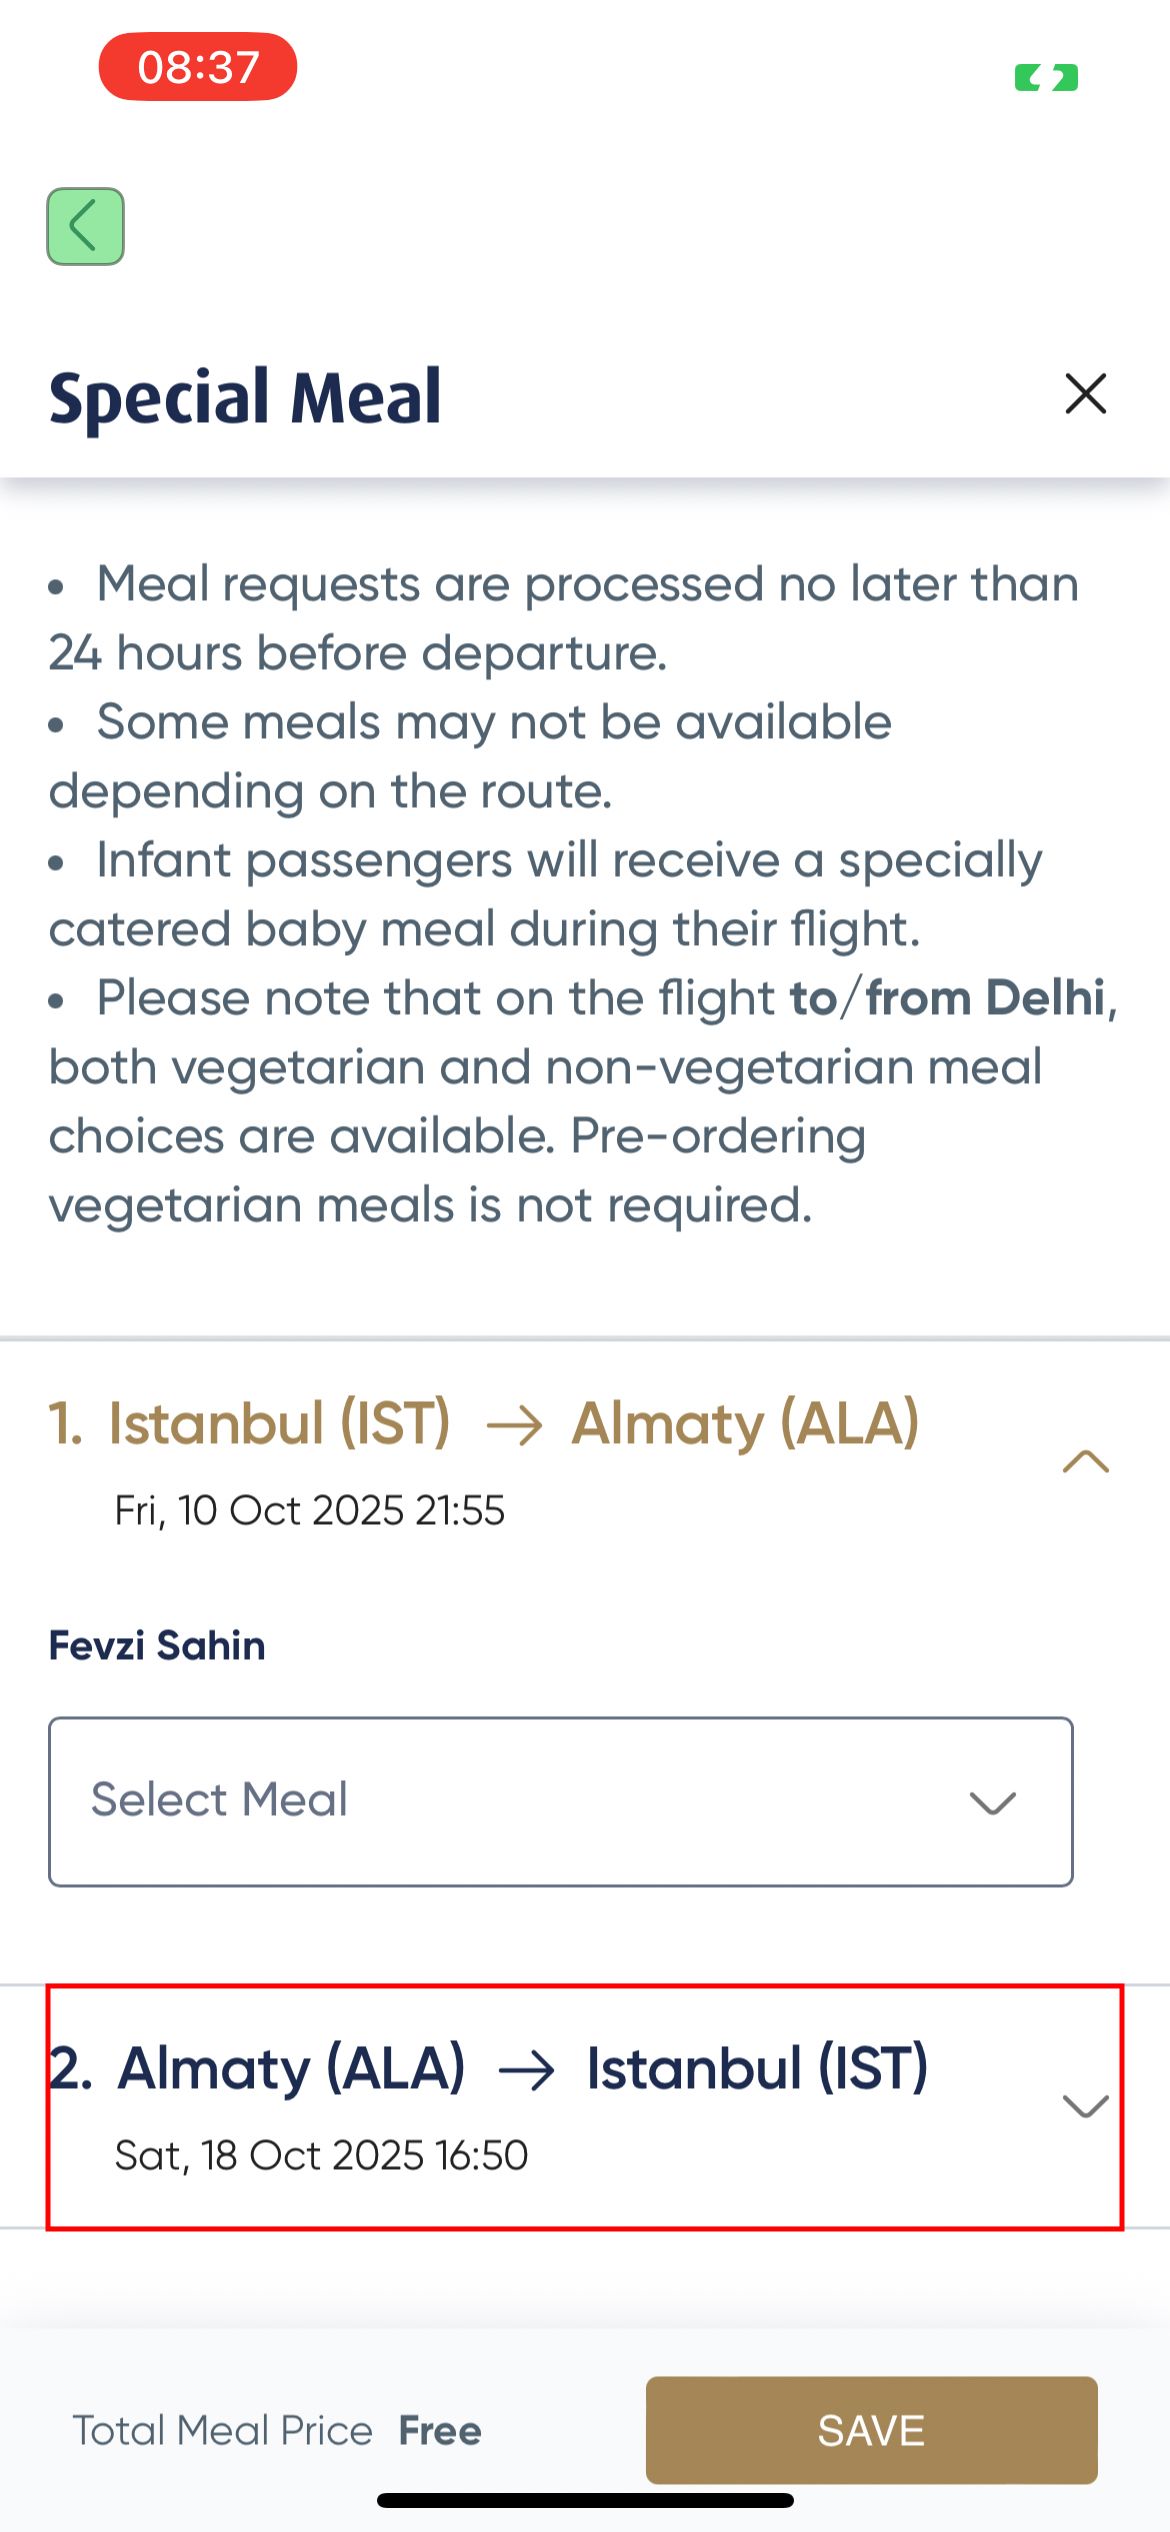 08:37
Special Meal
• Meal requests are processed no later than
24 hours before departure.
• Some meals may not be available
depending on the route.
• Infant passengers will receive a specially
catered baby meal during their flight.
• Please note that on the flight to/from Delhi,
both vegetarian and non-vegetarian meal
choices are available. Pre-ordering
vegetarian meals is not required.
1. Istanbul (IST) → Almaty (ALA)
Fri, 10 Oct 2025 21:55
Fevzi Sahin
Select Meal
2. Almaty (ALA) → Istanbul (IST)
Sat, 18 Oct 2025 16:50
Total Meal Price Free
SAVE